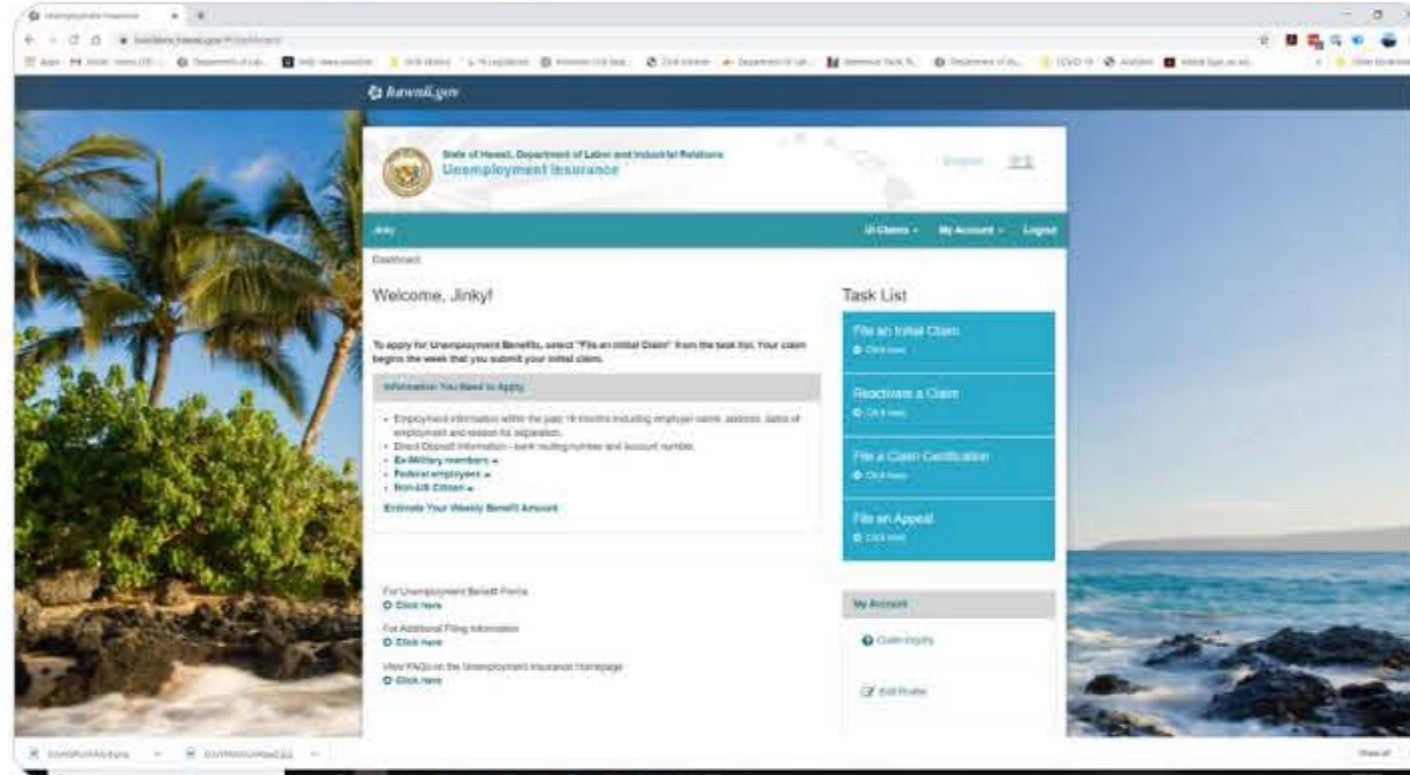 hawaii.gov
State of Hawaii, Department of Labor and Industrial Relations
Unemployment Insurance
English 中文
Jinky
UI Claims My Account Logout
Dashboard
Welcome, Jinky!
Task List
To apply for Unemployment Benefits, select "File an Initial Claim" from the task list. Your claim
begins the week that you submit your initial claim.
Information You Need to Apply
Employment information within the past 18 months including employer name, address, dates of
employment and reason for separation.
Direct Deposit Information - bank routing number and account number.
Ex-Military members
Federal employees
Non-US Citizen
Estimate Your Weekly Benefit Amount
For Unemployment Benefit Forms
Click here
For Additional Filing Information
Click here
View FAQs on the Unemployment Insurance Homepage
Click here
File an Initial Claim
Click here
Reactivate a Claim
Click here
File a Claim Certification
Click here
File an Appeal
Click here
My Account
Claim Inquiry
Edit Profile
Show all